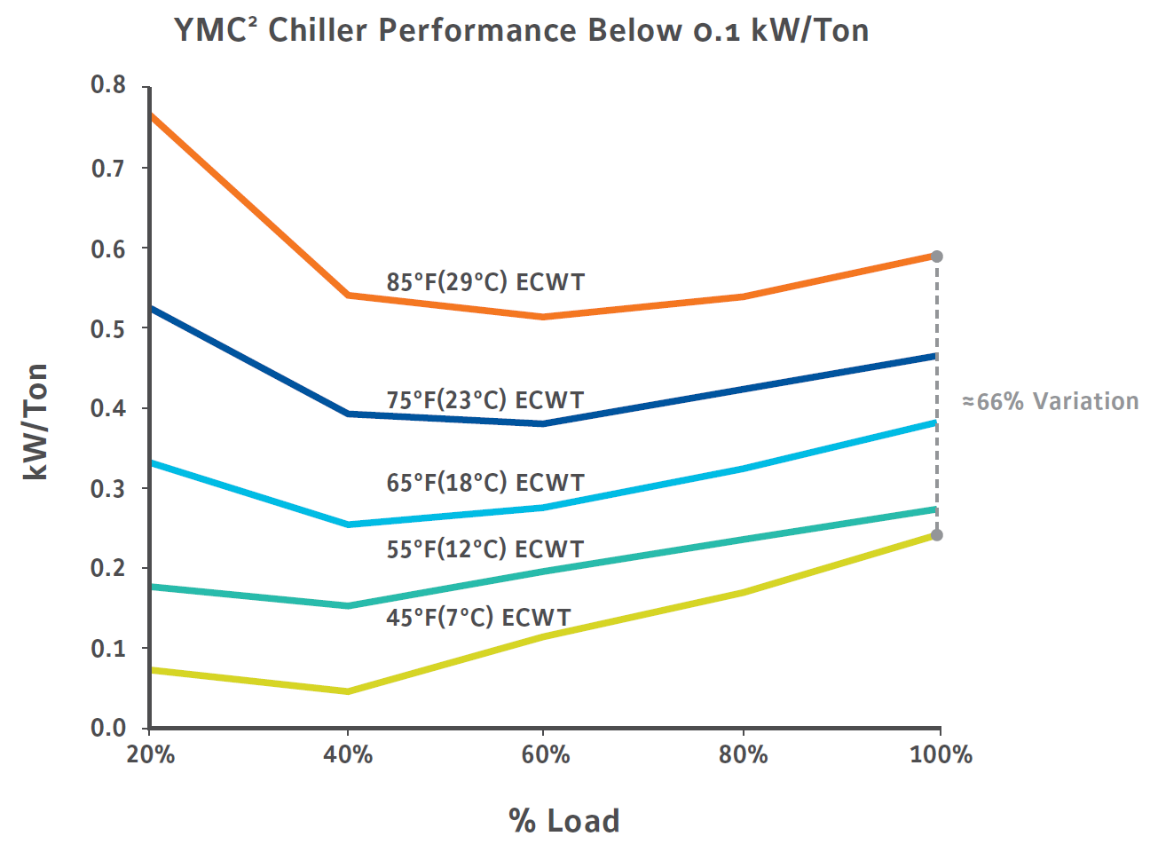 YMC² Chiller Performance Below 0.1 kW/Ton
0.8
0.7
0.6
0.5
0.4
0.3
0.2
0.1
0.0
kW/Ton
85°F(29°C) ECWT
75°F(23°C) ECWT
65°F(18°C) ECWT
55°F(12°C) ECWT
45°F(7°C) ECWT
≈66% Variation
20%
40%
60%
80%
100%
% Load